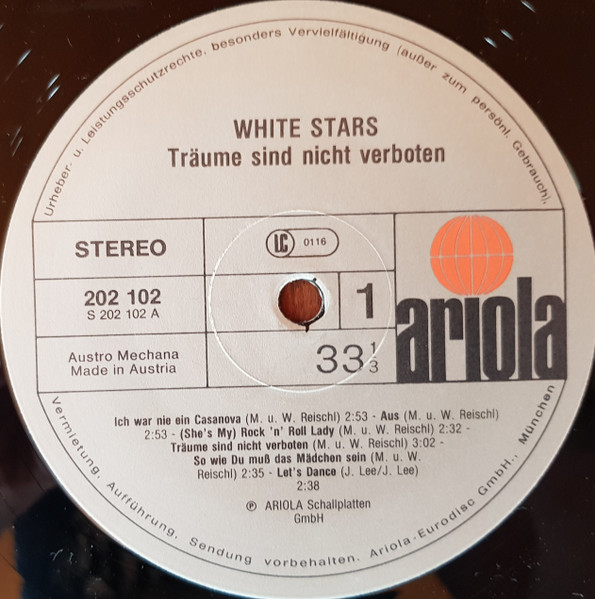 Urheber- u. Leistungsschutzrechte, besonders Vervielfältigung (außer zum persönl. Gebrauch),
WHITE STARS
Träume sind nicht verboten
STEREO
LC 0116
202 102
S 202 102 A
1
Austro Mechana
Made in Austria
33 1/3
ariola
Ich war nie ein Casanova (M. u. W. Reischl) 2:53 - Aus (M. u. W. Reischl)
2:53 - (She's My) Rock 'n' Roll Lady (M. u. W. Reischl) 2:32 -
Träume sind nicht verboten (M. u. W. Reischl) 3:02 -
So wie Du muß das Mädchen sein (M. u. W.
Reischl) 2:35 - Let's Dance (J. Lee/J. Lee)
2:38
℗ ARIOLA Schallplatten
GmbH
Vermietung, Aufführung, Sendung vorbehalten. Ariola-Eurodisc GmbH., München